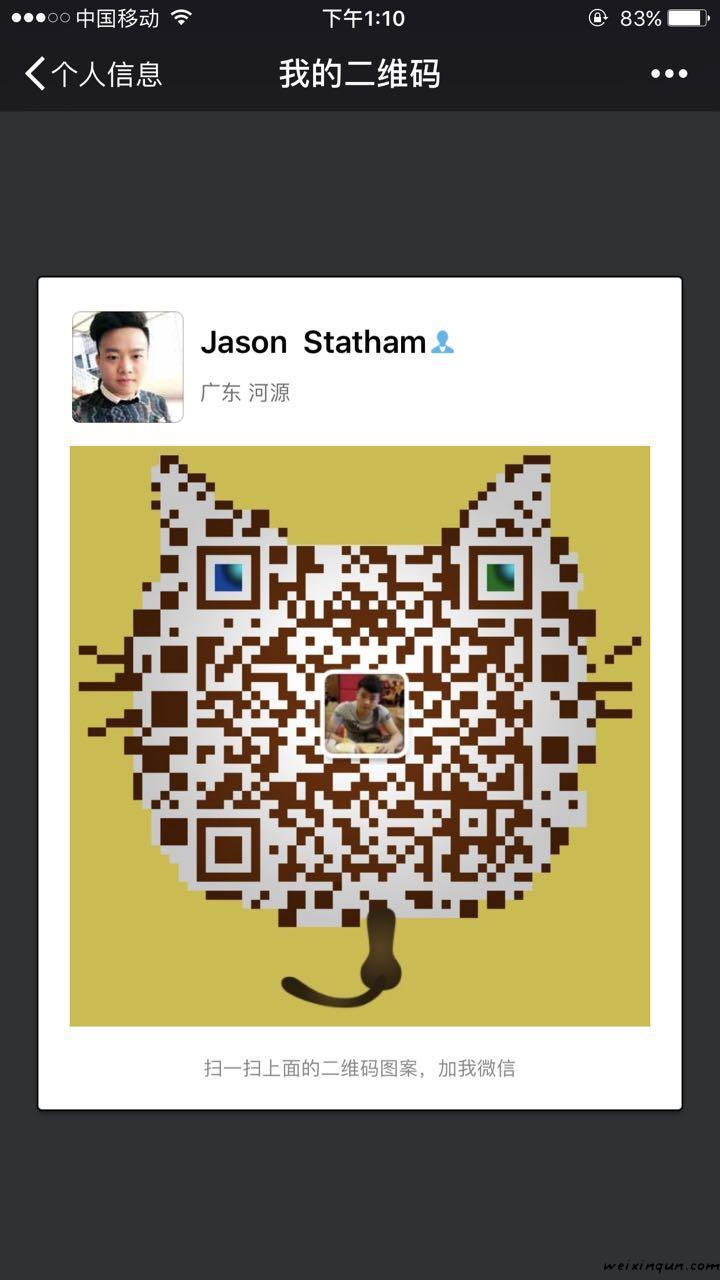 中国移动 下午1:10 83%
个人信息 我的二维码
Jason Statham
广东 河源
扫一扫上面的二维码图案，加我微信
weixinqun.com